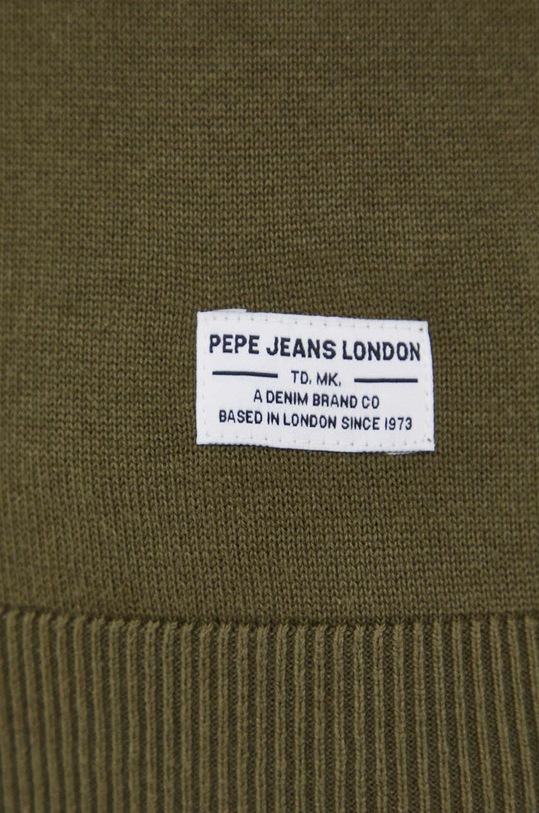 PEPE JEANS LONDON
TD. MK.
A DENIM BRAND CO
BASED IN LONDON SINCE 1973